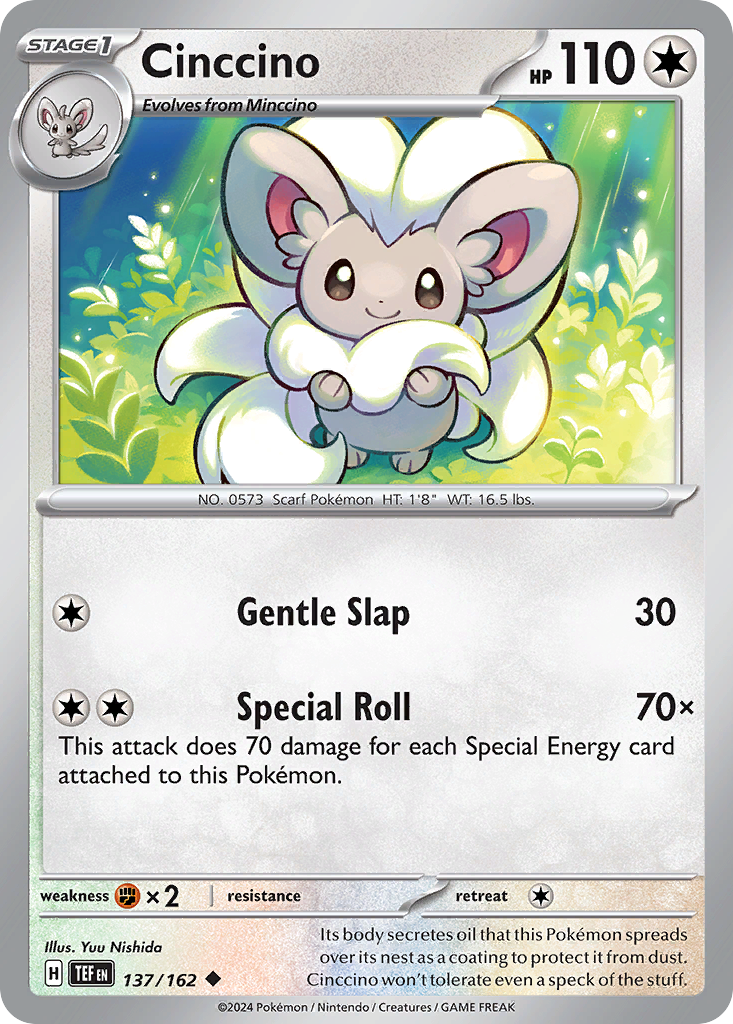 STAGE1
Cinccino
HP 110
Evolves from Minccino
NO. 0573 Scarf Pokémon HT: 1'8" WT: 16.5 lbs.
Gentle Slap 30
Special Roll 70×
This attack does 70 damage for each Special Energy card
attached to this Pokémon.
weakness ×2 resistance retreat
Illus. Yuu Nishida
H TEF EN 137/162
Its body secretes oil that this Pokémon spreads
over its nest as a coating to protect it from dust.
Cinccino won't tolerate even a speck of the stuff.
©2024 Pokémon / Nintendo / Creatures / GAME FREAK